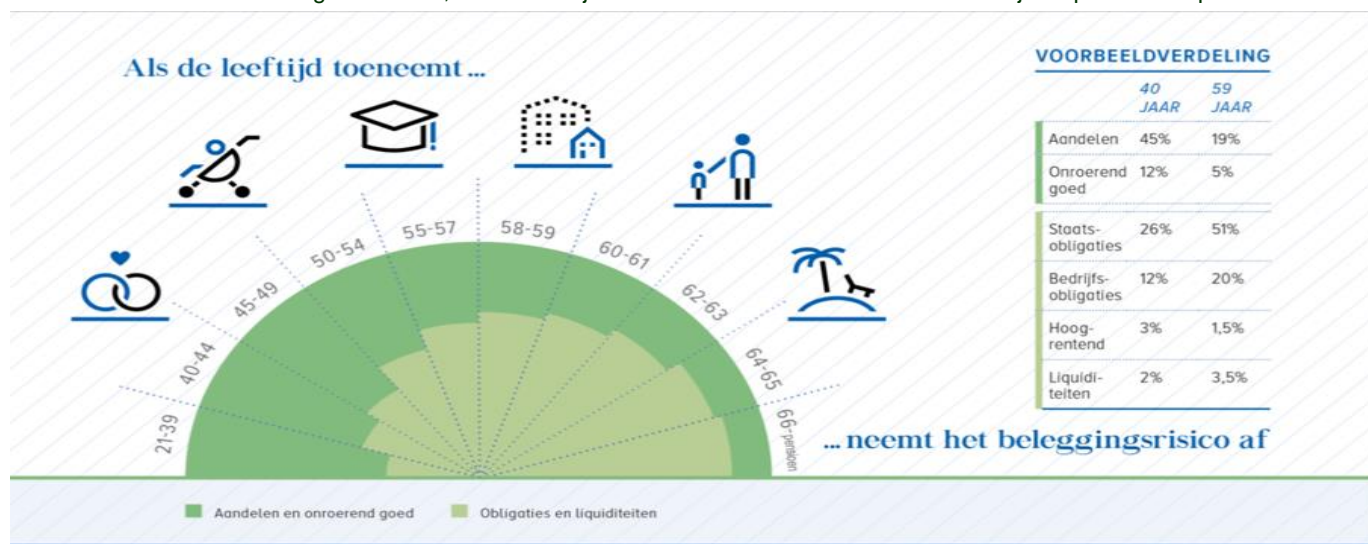 Als de leeftijd toeneemt...
21-39
40-44
45-49
50-54
55-57
58-59
60-61
62-63
64-65
66-pensioen
Aandelen en onroerend goed
Obligaties en liquiditeiten
VOORBEELDVERDELING
40 59
JAAR JAAR
Aandelen 45% 19%
Onroerend 12% 5%
goed
Staats- 26% 51%
obligaties
Bedrijfs- 12% 20%
obligaties
Hoog- 3% 1,5%
rentend
Liquidi- 2% 3,5%
teiten
...neemt het beleggingsrisico af